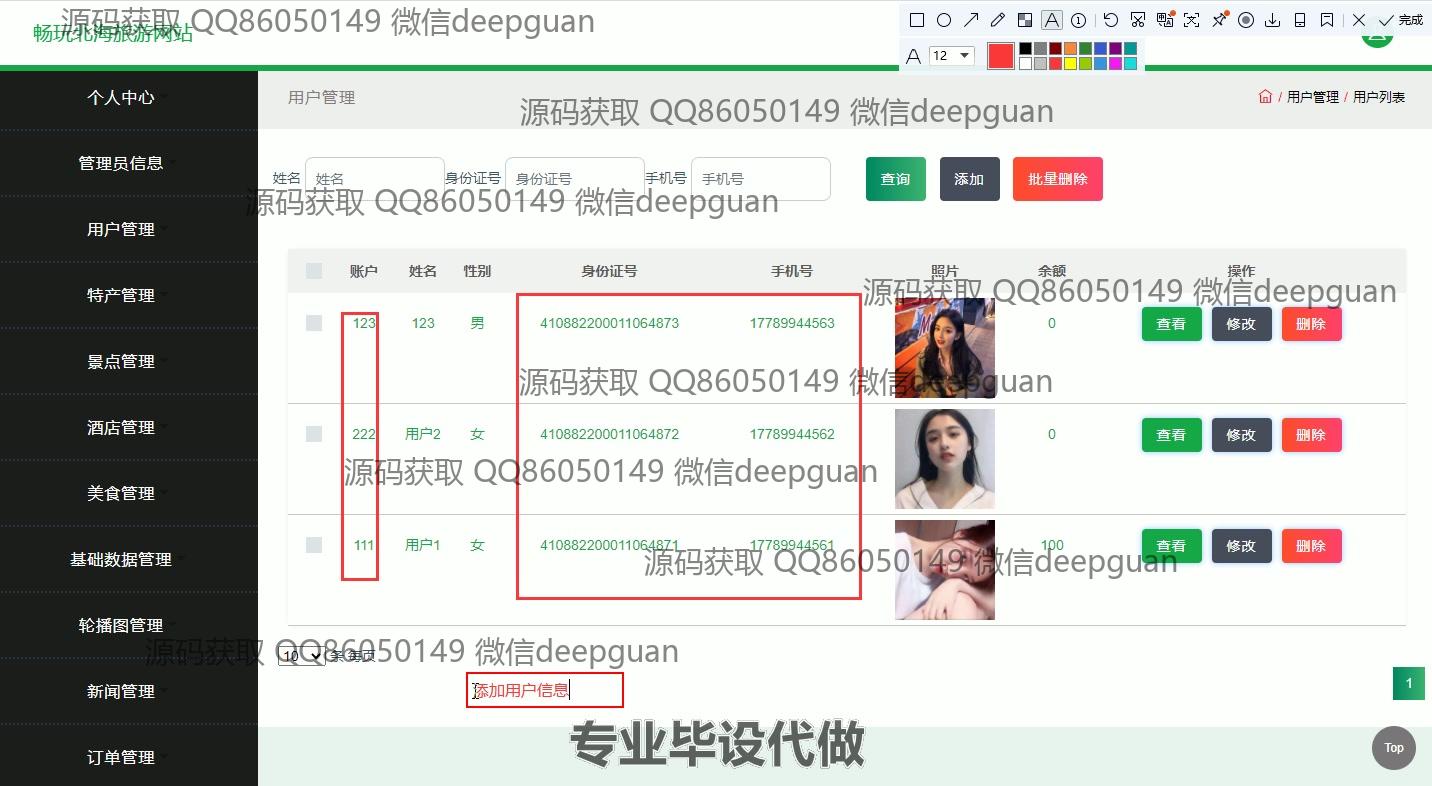 畅玩北海旅游网站
源码获取 QQ86050149 微信deepguan
完成
A 12
个人中心
管理员信息
用户管理
特产管理
景点管理
酒店管理
美食管理
基础数据管理
轮播图管理
新闻管理
订单管理
用户管理
/ 用户管理 / 用户列表
源码获取 QQ86050149 微信deepguan
姓名 姓名 身份证号 身份证号 手机号 手机号 查询 添加 批量删除
源码获取 QQ86050149 微信deepguan
账户 姓名 性别 身份证号 手机号 照片 余额 操作
源码获取 QQ86050149 微信deepguan
123 123 男 410882200011064873 17789944563 0 查看 修改 删除
源码获取 QQ86050149 微信deepguan
222 用户2 女 410882200011064872 17789944562 0 查看 修改 删除
源码获取 QQ86050149 微信deepguan
111 用户1 女 410882200011064871 17789944561 100 查看 修改 删除
源码获取 QQ86050149 微信deepguan
10 条 每页
源码获取 QQ86050149 微信deepguan
添加用户信息
1
专业毕设代做
Top